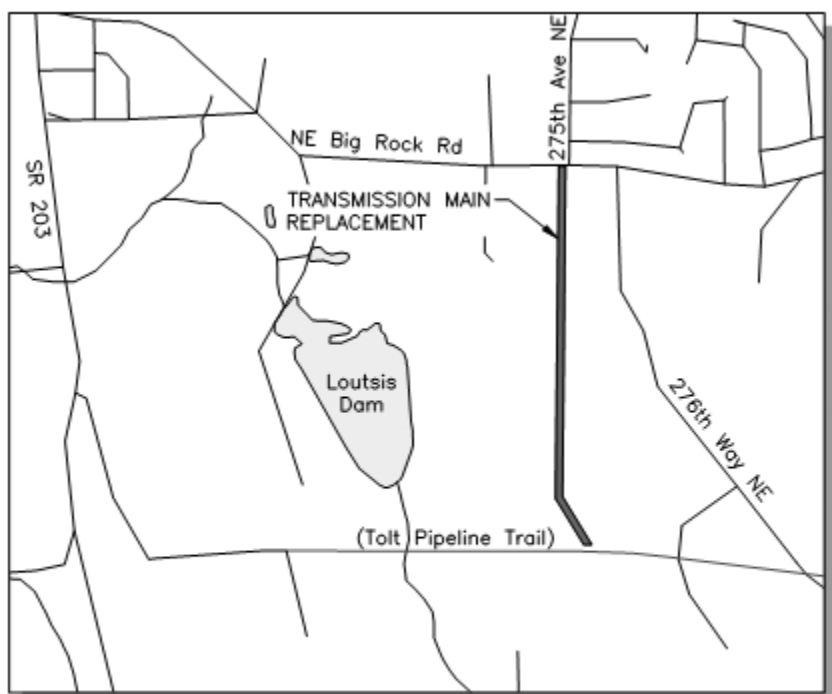 275th Ave NE
NE Big Rock Rd
SR 203
TRANSMISSION MAIN
REPLACEMENT
Loutsis
Dam
276th Way NE
(Tolt Pipeline Trail)